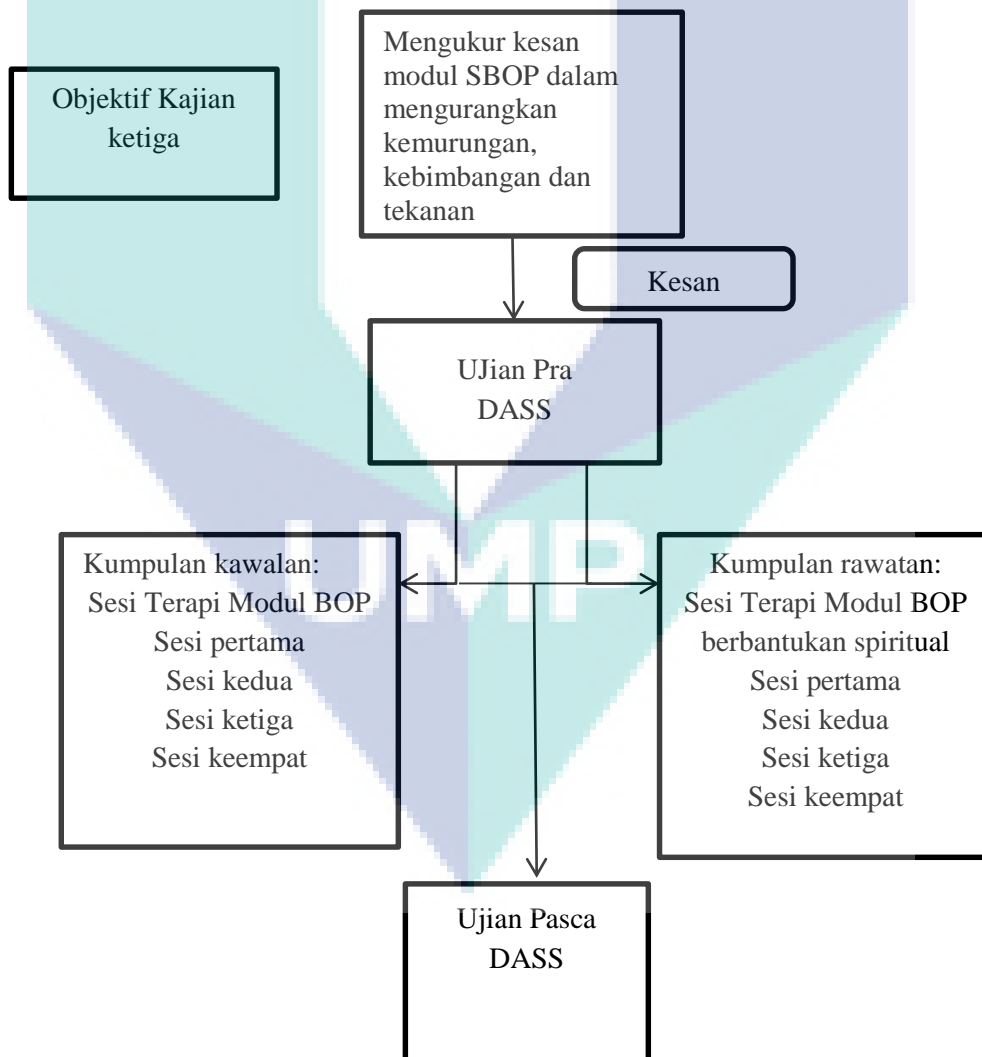 Objektif Kajian
ketiga
Mengukur kesan
modul SBOP dalam
mengurangkan
kemurungan,
kebimbangan dan
tekanan
Kesan
UJian Pra
DASS
UMP
Kumpulan kawalan:
Sesi Terapi Modul BOP
Sesi pertama
Sesi kedua
Sesi ketiga
Sesi keempat
Kumpulan rawatan:
Sesi Terapi Modul BOP
berbantukan spiritual
Sesi pertama
Sesi kedua
Sesi ketiga
Sesi keempat
Ujian Pasca
DASS